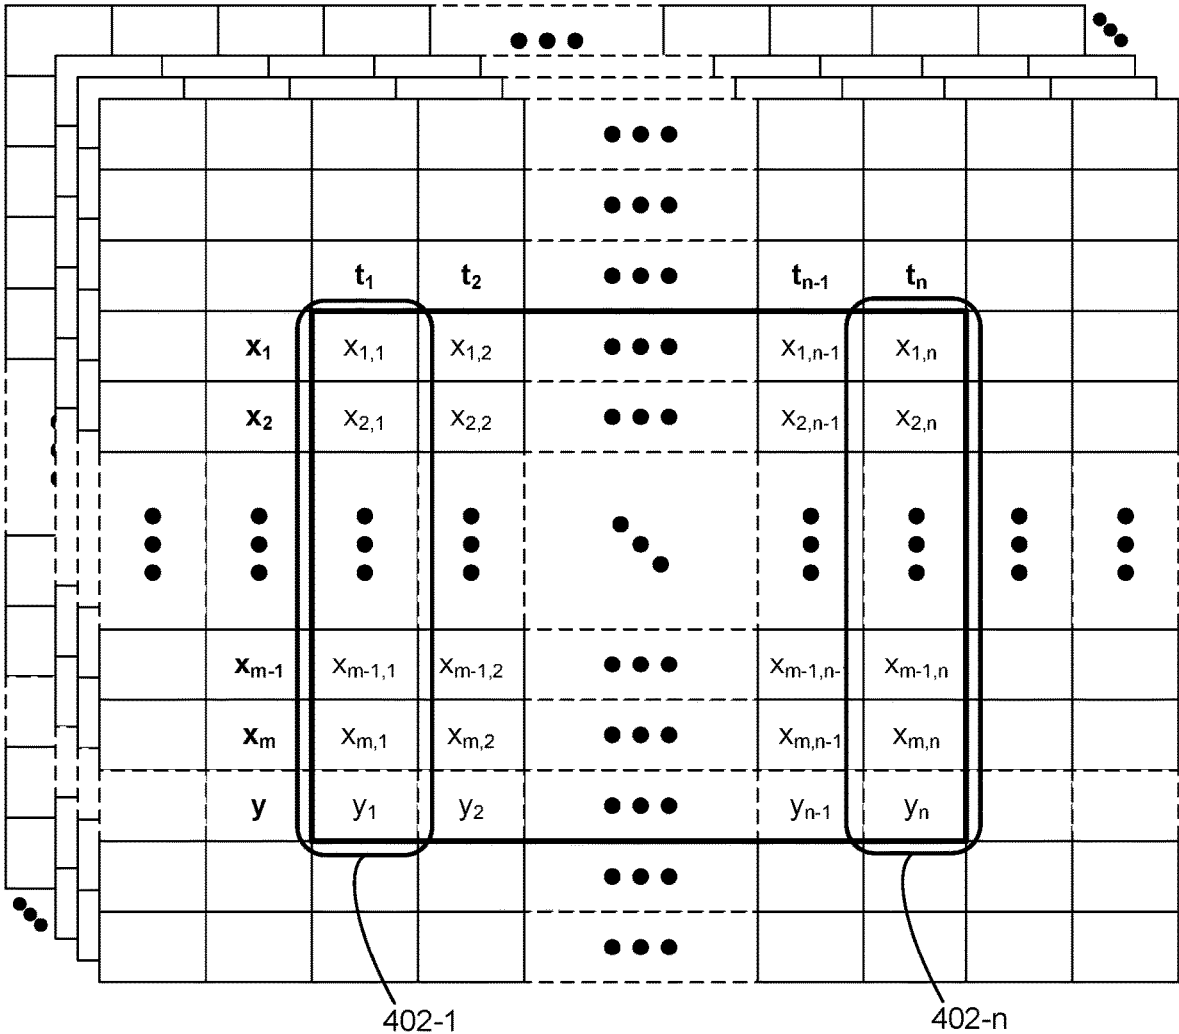 t1 t2 tn-1 tn
x1 x1,1 x1,2 x1,n-1 x1,n
x2 x2,1 x2,2 x2,n-1 x2,n
xm-1 xm-1,1 xm-1,2 xm-1,n- xm-1,n
xm xm,1 xm,2 xm,n-1 xm,n
y y1 y2 yn-1 yn
402-1 402-n